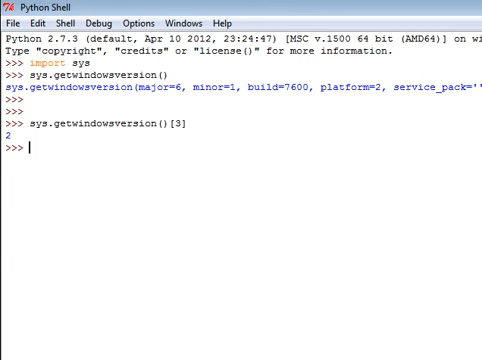 Python Shell
File Edit Shell Debug Options Windows Help
Python 2.7.3 (default, Apr 10 2012, 23:24:47) [MSC v.1500 64 bit (AMD64)] on wi
Type "copyright", "credits" or "license()" for more information.
>>> import sys
>>> sys.getwindowsversion()
sys.getwindowsversion(major=6, minor=1, build=7600, platform=2, service_pack=''
>>>
>>>
>>> sys.getwindowsversion()[3]
2
>>>